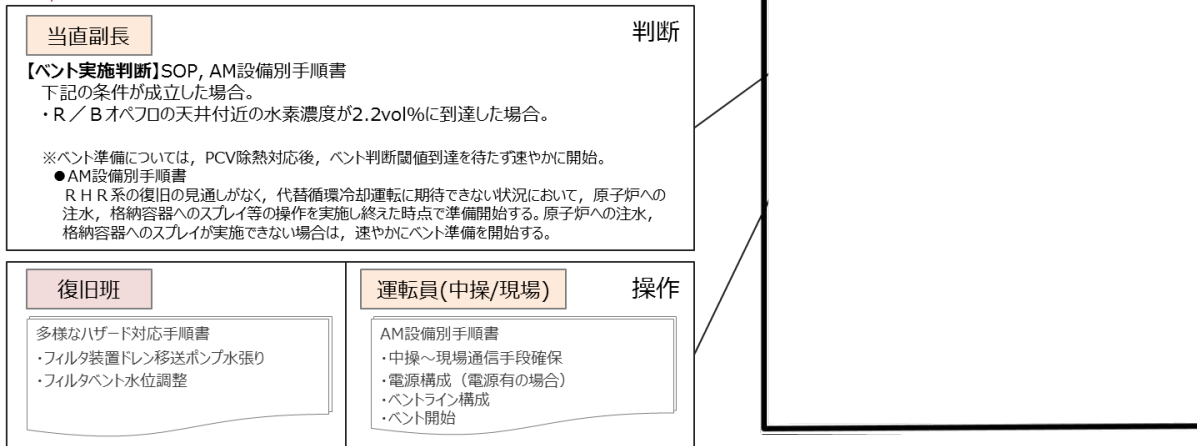 当直副長
判断
【ベント実施判断】SOP, AM設備別手順書
下記の条件が成立した場合。
・R／Bオペフロの天井付近の水素濃度が2.2vol%に到達した場合。
※ベント準備については，PCV除熱対応後，ベント判断閾値到達を待たず速やかに開始。
●AM設備別手順書
ＲＨＲ系の復旧の見通しがなく，代替循環冷却運転に期待できない状況において，原子炉への
注水，格納容器へのスプレイ等の操作を実施し終えた時点で準備開始する。原子炉への注水，
格納容器へのスプレイが実施できない場合は，速やかにベント準備を開始する。
復旧班
多様なハザード対応手順書
・フィルタ装置ドレン移送ポンプ水張り
・フィルタベント水位調整
運転員(中操/現場)
操作
AM設備別手順書
・中操～現場通信手段確保
・電源構成（電源有の場合）
・ベントライン構成
・ベント開始